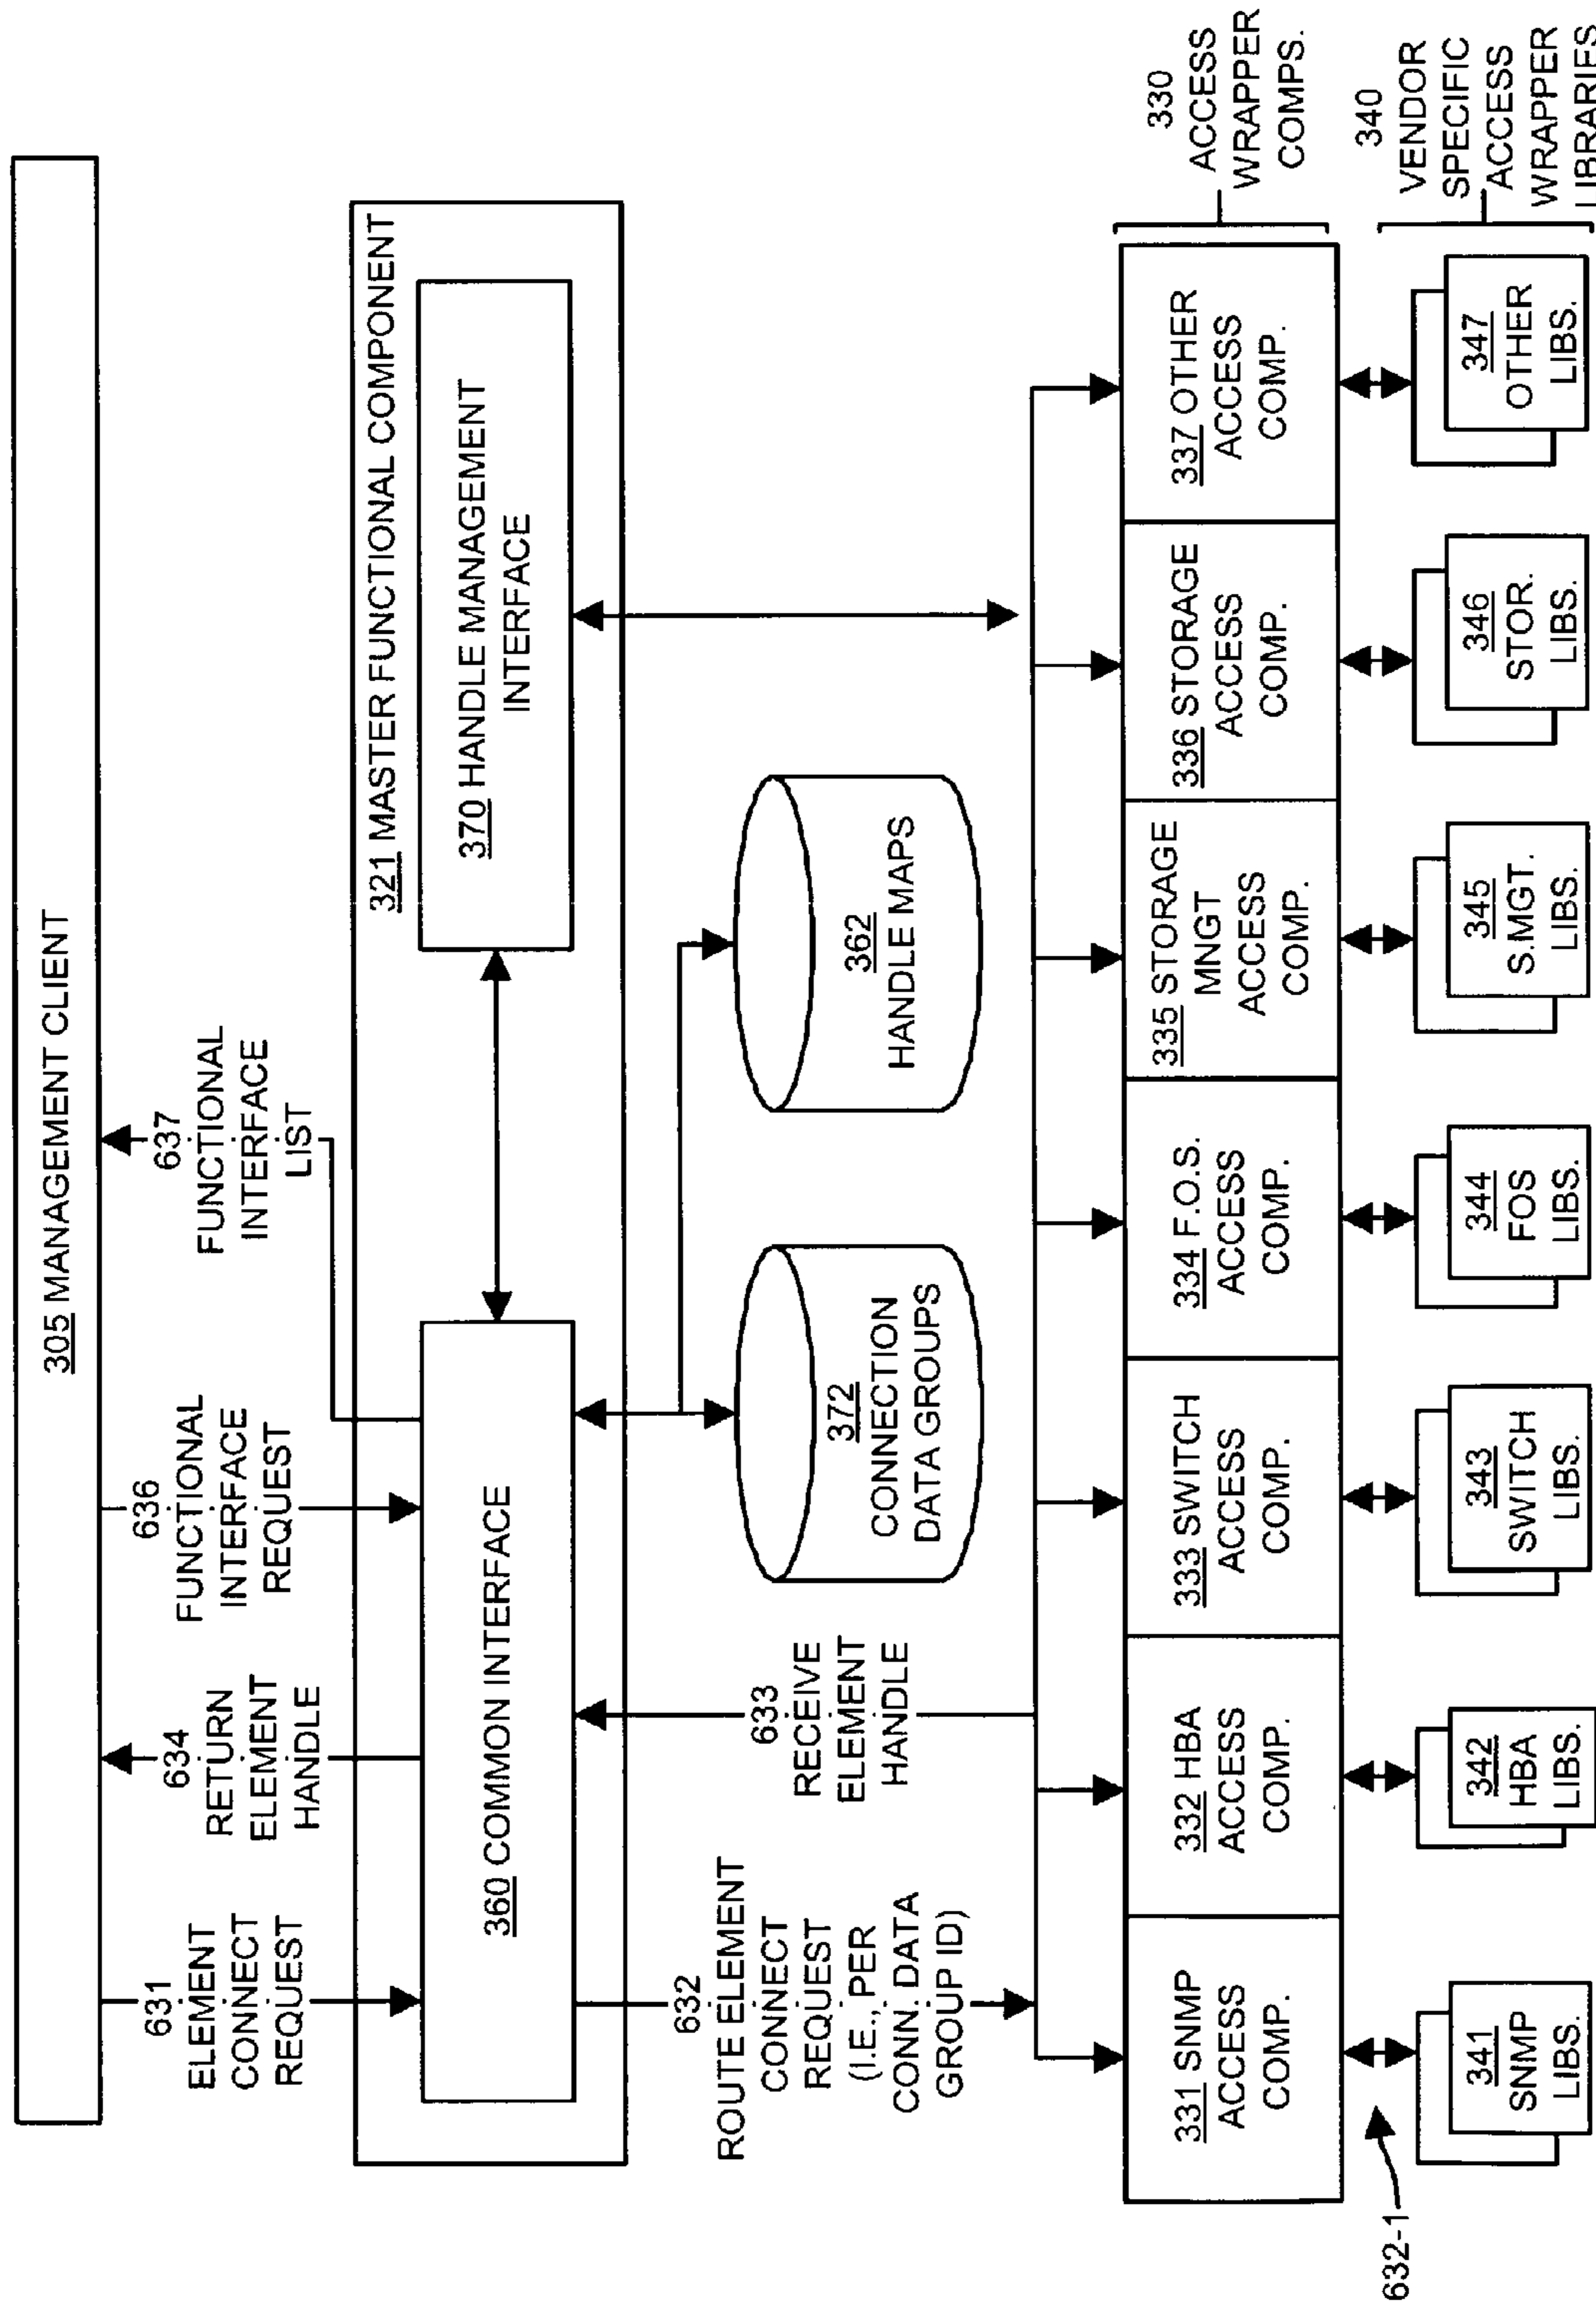 305 MANAGEMENT CLIENT
631
ELEMENT
CONNECT
REQUEST
634
RETURN
ELEMENT
HANDLE
636
FUNCTIONAL
INTERFACE
REQUEST
637
FUNCTIONAL
INTERFACE
LIST
321 MASTER FUNCTIONAL COMPONENT
360 COMMON INTERFACE
370 HANDLE MANAGEMENT
INTERFACE
632
ROUTE ELEMENT
CONNECT
REQUEST
(I.E., PER
CONN. DATA
GROUP ID)
633
RECEIVE
ELEMENT
HANDLE
372
CONNECTION
DATA GROUPS
362
HANDLE MAPS
331 SNMP
ACCESS
COMP.
332 HBA
ACCESS
COMP.
333 SWITCH
ACCESS
COMP.
334 F.O.S.
ACCESS
COMP.
335 STORAGE
MNGT
ACCESS
COMP.
336 STORAGE
ACCESS
COMP.
337 OTHER
ACCESS
COMP.
330
ACCESS
WRAPPER
COMPS.
632-1
341
SNMP
LIBS.
342
HBA
LIBS.
343
SWITCH
LIBS.
344
FOS
LIBS.
345
S.MGT.
LIBS.
346
STOR.
LIBS.
347
OTHER
LIBS.
340
VENDOR
SPECIFIC
ACCESS
WRAPPER
LIBRARIES